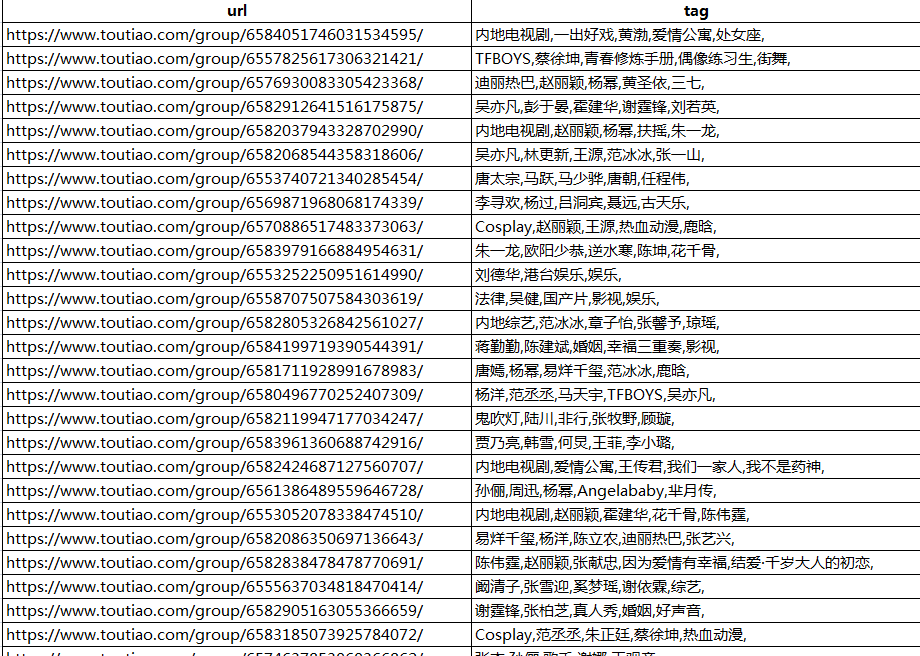 url tag
https://www.toutiao.com/group/6584051746031534595/ 内地电视剧,一出好戏,黄渤,爱情公寓,处女座,
https://www.toutiao.com/group/6557825617306321421/ TFBOYS,蔡徐坤,青春修炼手册,偶像练习生,街舞,
https://www.toutiao.com/group/6576930083305423368/ 迪丽热巴,赵丽颖,杨幂,黄圣依,三七,
https://www.toutiao.com/group/6582912641516175875/ 吴亦凡,彭于晏,霍建华,谢霆锋,刘若英,
https://www.toutiao.com/group/6582037943328702990/ 内地电视剧,赵丽颖,杨幂,扶摇,朱一龙,
https://www.toutiao.com/group/6582068544358318606/ 吴亦凡,林更新,王源,范冰冰,张一山,
https://www.toutiao.com/group/6553740721340285454/ 唐太宗,马跃,马少骅,唐朝,任程伟,
https://www.toutiao.com/group/6569871968068174339/ 李寻欢,杨过,吕洞宾,聂远,古天乐,
https://www.toutiao.com/group/6570886517483373063/ Cosplay,赵丽颖,王源,热血动漫,鹿晗,
https://www.toutiao.com/group/6583979166884954631/ 朱一龙,欧阳少恭,逆水寒,陈坤,花千骨,
https://www.toutiao.com/group/6553252250951614990/ 刘德华,港台娱乐,娱乐,
https://www.toutiao.com/group/6558707507584303619/ 法律,吴健,国产片,影视,娱乐,
https://www.toutiao.com/group/6582805326842561027/ 内地综艺,范冰冰,章子怡,张馨予,琼瑶,
https://www.toutiao.com/group/6584199719390544391/ 蒋勤勤,陈建斌,婚姻,幸福三重奏,影视,
https://www.toutiao.com/group/6581711928991678983/ 唐嫣,杨幂,易烊千玺,范冰冰,鹿晗,
https://www.toutiao.com/group/6580496770252407309/ 杨洋,范丞丞,马天宇,TFBOYS,吴亦凡,
https://www.toutiao.com/group/6582119947177034247/ 鬼吹灯,陆川,非行,张牧野,顾璇,
https://www.toutiao.com/group/6583961360688742916/ 贾乃亮,韩雪,何炅,王菲,李小璐,
https://www.toutiao.com/group/6582424687127560707/ 内地电视剧,爱情公寓,王传君,我们一家人,我不是药神,
https://www.toutiao.com/group/6561386489559646728/ 孙俪,周迅,杨幂,Angelababy,芈月传,
https://www.toutiao.com/group/6553052078338474510/ 内地电视剧,赵丽颖,霍建华,花千骨,陈伟霆,
https://www.toutiao.com/group/6582086350697136643/ 易烊千玺,杨洋,陈立农,迪丽热巴,张艺兴,
https://www.toutiao.com/group/6582838478478770691/ 陈伟霆,赵丽颖,张献忠,因为爱情有幸福,结爱·千岁大人的初恋,
https://www.toutiao.com/group/6555637034818470414/ 阚清子,张雪迎,奚梦瑶,谢依霖,综艺,
https://www.toutiao.com/group/6582905163055366659/ 谢霆锋,张柏芝,真人秀,婚姻,好声音,
https://www.toutiao.com/group/6583185073925784072/ Cosplay,范丞丞,朱正廷,蔡徐坤,热血动漫,